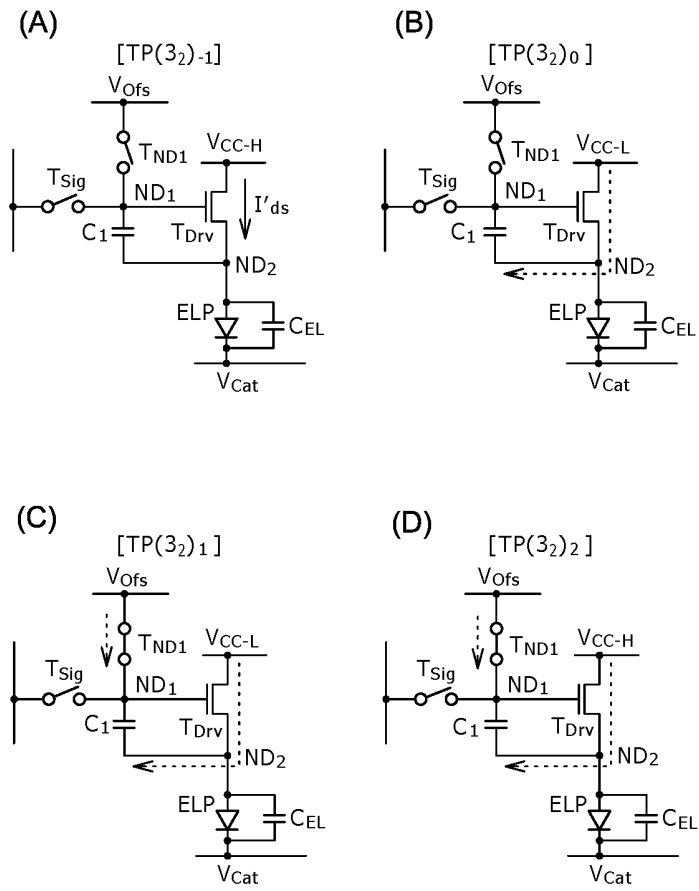 (A)
[TP(3₂)₋₁]
V_Ofs
T_ND1
V_CC-H
T_Sig
ND₁
I'_ds
C₁
T_Drv
ND₂
ELP
C_EL
V_Cat
(B)
[TP(3₂)₀]
V_Ofs
T_ND1
V_CC-L
T_Sig
ND₁
C₁
T_Drv
ND₂
ELP
C_EL
V_Cat
(C)
[TP(3₂)₁]
V_Ofs
T_ND1
V_CC-L
T_Sig
ND₁
C₁
T_Drv
ND₂
ELP
C_EL
V_Cat
(D)
[TP(3₂)₂]
V_Ofs
T_ND1
V_CC-H
T_Sig
ND₁
C₁
T_Drv
ND₂
ELP
C_EL
V_Cat